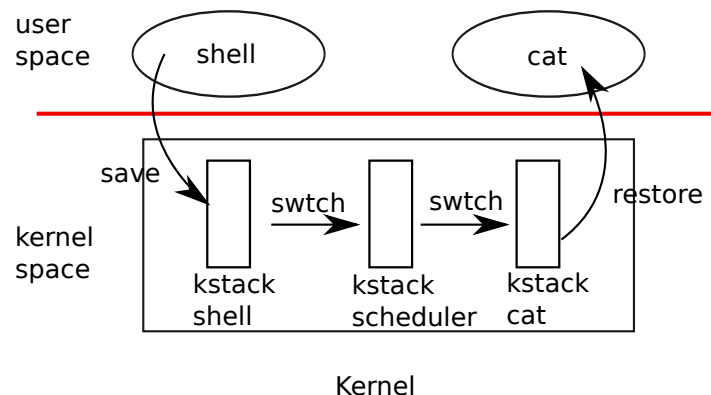 user
space
shell
cat
save
swtch
swtch
restore
kernel
space
kstack
shell
kstack
scheduler
kstack
cat
Kernel